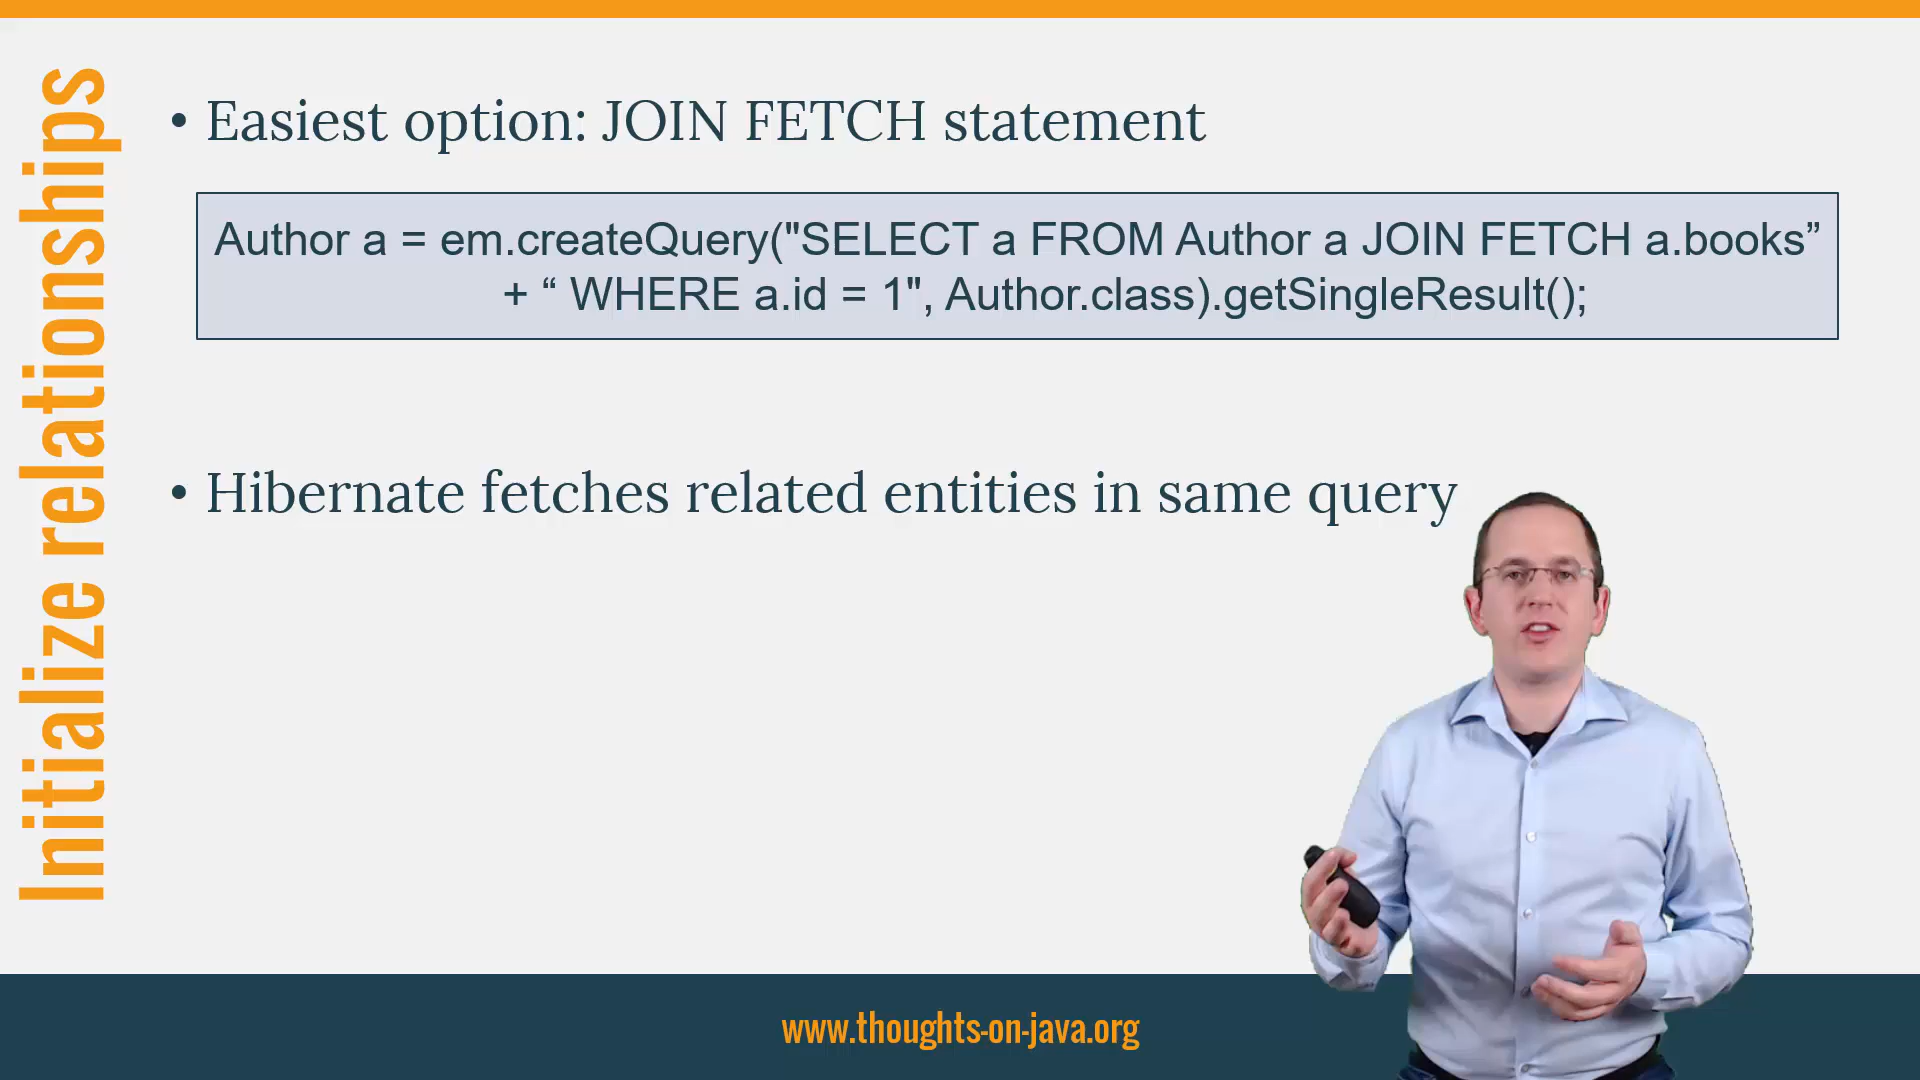 Initialize relationships
• Easiest option: JOIN FETCH statement
Author a = em.createQuery("SELECT a FROM Author a JOIN FETCH a.books”
+ “ WHERE a.id = 1", Author.class).getSingleResult();
• Hibernate fetches related entities in same query
www.thoughts-on-java.org